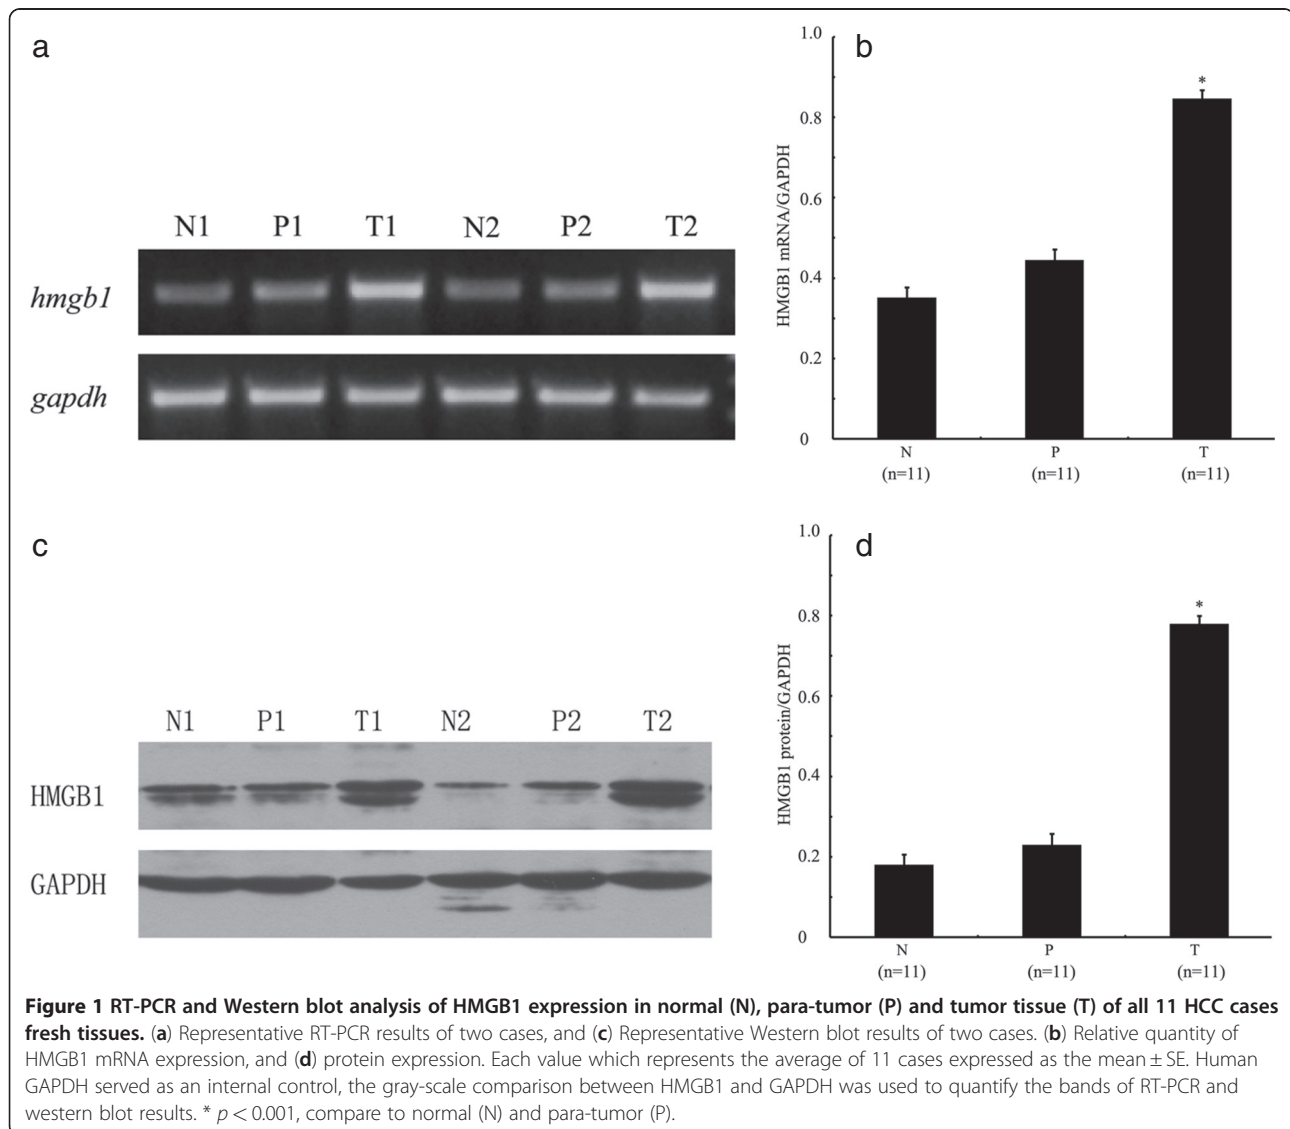 a
N1 P1 T1 N2 P2 T2
hmgb1
gapdh
b
1.0
0.8
0.6
0.4
0.2
0
HMGB1 mRNA/GAPDH
*
N P T
(n=11) (n=11) (n=11)
c
N1 P1 T1 N2 P2 T2
HMGB1
GAPDH
d
1.0
0.8
0.6
0.4
0.2
0
HMGB1 protein/GAPDH
*
N P T
(n=11) (n=11) (n=11)
Figure 1 RT-PCR and Western blot analysis of HMGB1 expression in normal (N), para-tumor (P) and tumor tissue (T) of all 11 HCC cases
fresh tissues. (a) Representative RT-PCR results of two cases, and (c) Representative Western blot results of two cases. (b) Relative quantity of
HMGB1 mRNA expression, and (d) protein expression. Each value which represents the average of 11 cases expressed as the mean ± SE. Human
GAPDH served as an internal control, the gray-scale comparison between HMGB1 and GAPDH was used to quantify the bands of RT-PCR and
western blot results. * p < 0.001, compare to normal (N) and para-tumor (P).